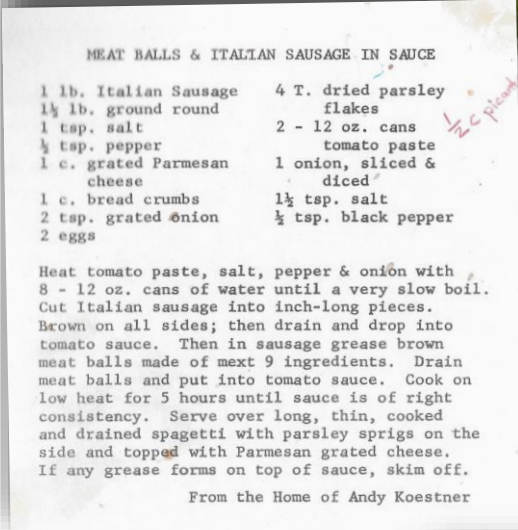 MEAT BALLS & ITALIAN SAUSAGE IN SAUCE
1 lb. Italian Sausage
1½ lb. ground round
1 tsp. salt
½ tsp. pepper
1 c. grated Parmesan
cheese
1 c. bread crumbs
2 tsp. grated onion
2 eggs
4 T. dried parsley
flakes
2 - 12 oz. cans
tomato paste
1 onion, sliced &
diced
1½ tsp. salt
½ tsp. black pepper
1/2 c picant
Heat tomato paste, salt, pepper & onion with
8 - 12 oz. cans of water until a very slow boil.
Cut Italian sausage into inch-long pieces.
Brown on all sides; then drain and drop into
tomato sauce. Then in sausage grease brown
meat balls made of mext 9 ingredients. Drain
meat balls and put into tomato sauce. Cook on
low heat for 5 hours until sauce is of right
consistency. Serve over long, thin, cooked
and drained spagetti with parsley sprigs on the
side and topped with Parmesan grated cheese.
If any grease forms on top of sauce, skim off.
From the Home of Andy Koestner